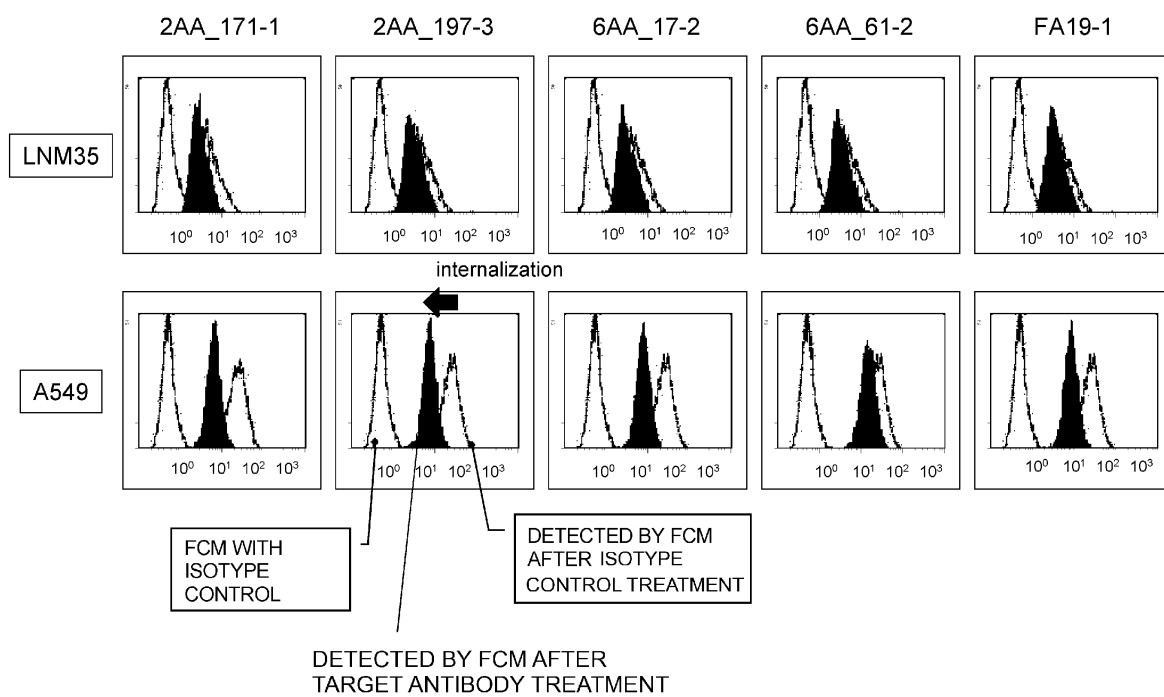 2AA_171-1 2AA_197-3 6AA_17-2 6AA_61-2 FA19-1
LNM35
10⁰ 10¹ 10² 10³ 10⁰ 10¹ 10² 10³ 10⁰ 10¹ 10² 10³ 10⁰ 10¹ 10² 10³ 10⁰ 10¹ 10² 10³
internalization
A549
10⁰ 10¹ 10² 10³ 10⁰ 10¹ 10² 10³ 10⁰ 10¹ 10² 10³ 10⁰ 10¹ 10² 10³ 10⁰ 10¹ 10² 10³
FCM WITH
ISOTYPE
CONTROL
DETECTED BY FCM
AFTER ISOTYPE
CONTROL TREATMENT
DETECTED BY FCM AFTER
TARGET ANTIBODY TREATMENT